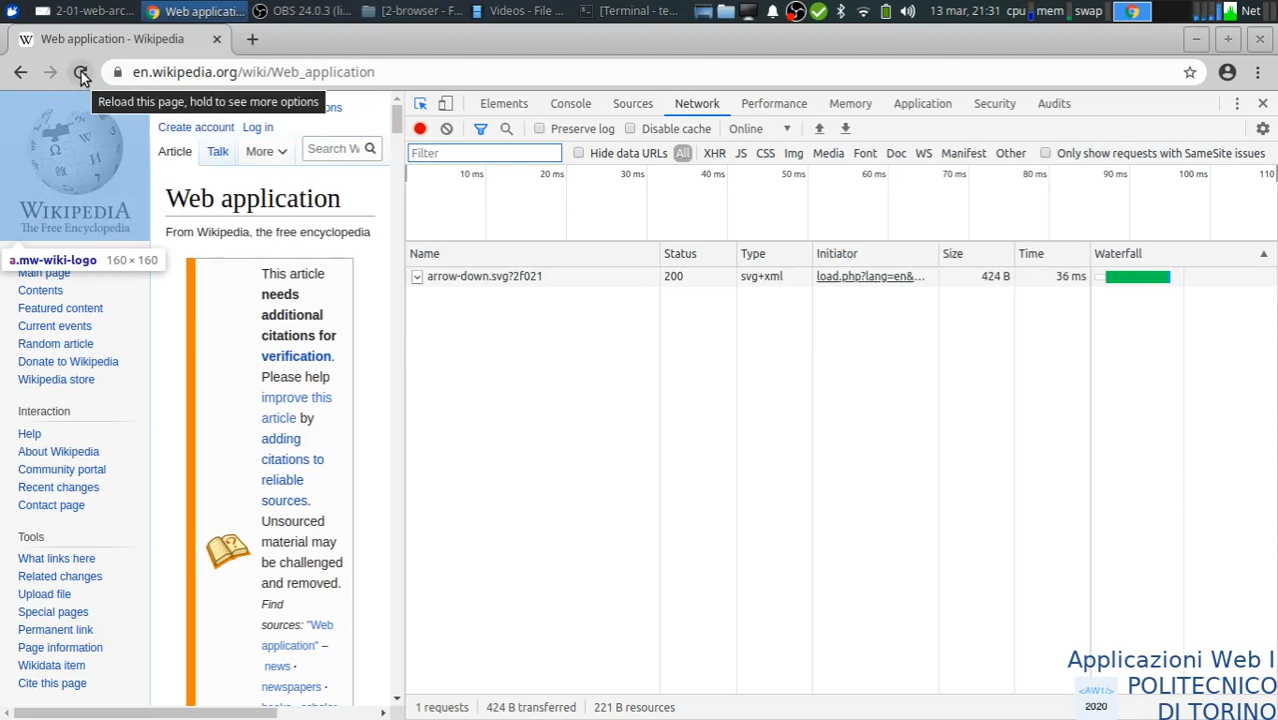 2-01-web-arc...
Web applicati...
OBS 24.0.3 (li...
[2-browser - F...
Videos - File ...
[Terminal - te...
13 mar, 21:31
cpu
mem
swap
Net
Web application - Wikipedia
en.wikipedia.org/wiki/Web_application
Reload this page, hold to see more options
Create account Log in
Article Talk More Search W
WIKIPEDIA
The Free Encyclopedia
a.mw-wiki-logo 160 × 160
Main page
Contents
Featured content
Current events
Random article
Donate to Wikipedia
Wikipedia store
Interaction
Help
About Wikipedia
Community portal
Recent changes
Contact page
Tools
What links here
Related changes
Upload file
Special pages
Permanent link
Page information
Wikidata item
Cite this page
Web application
From Wikipedia, the free encyclopedia
This article
needs
additional
citations for
verification.
Please help
improve this
article by
adding
citations to
reliable
sources.
Unsourced
material may
be challenged
and removed.
Find
sources: "Web
application" –
news ·
newspapers ·
Elements Console Sources Network Performance Memory Application Security Audits
Preserve log Disable cache Online
Filter Hide data URLs All XHR JS CSS Img Media Font Doc WS Manifest Other Only show requests with SameSite issues
10 ms 20 ms 30 ms 40 ms 50 ms 60 ms 70 ms 80 ms 90 ms 100 ms 110
Name Status Type Initiator Size Time Waterfall
arrow-down.svg?2f021 200 svg+xml load.php?lang=en&... 424 B 36 ms
1 requests 424 B transferred 221 B resources
Applicazioni Web I
POLITECNICO
DI TORINO
<AW1/>
2020